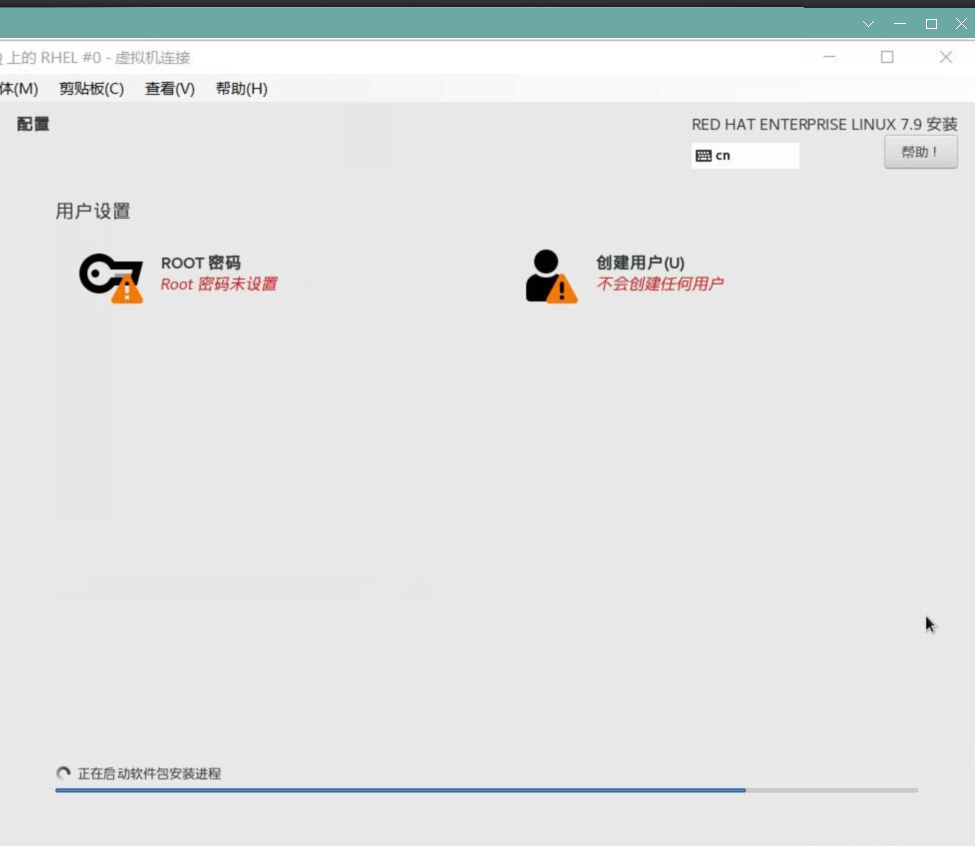 上的 RHEL #0 - 虚拟机连接
体(M) 剪贴板(C) 查看(V) 帮助(H)
配置
RED HAT ENTERPRISE LINUX 7.9 安装
cn
帮助！
用户设置
ROOT 密码
Root 密码未设置
创建用户(U)
不会创建任何用户
正在启动软件包安装进程